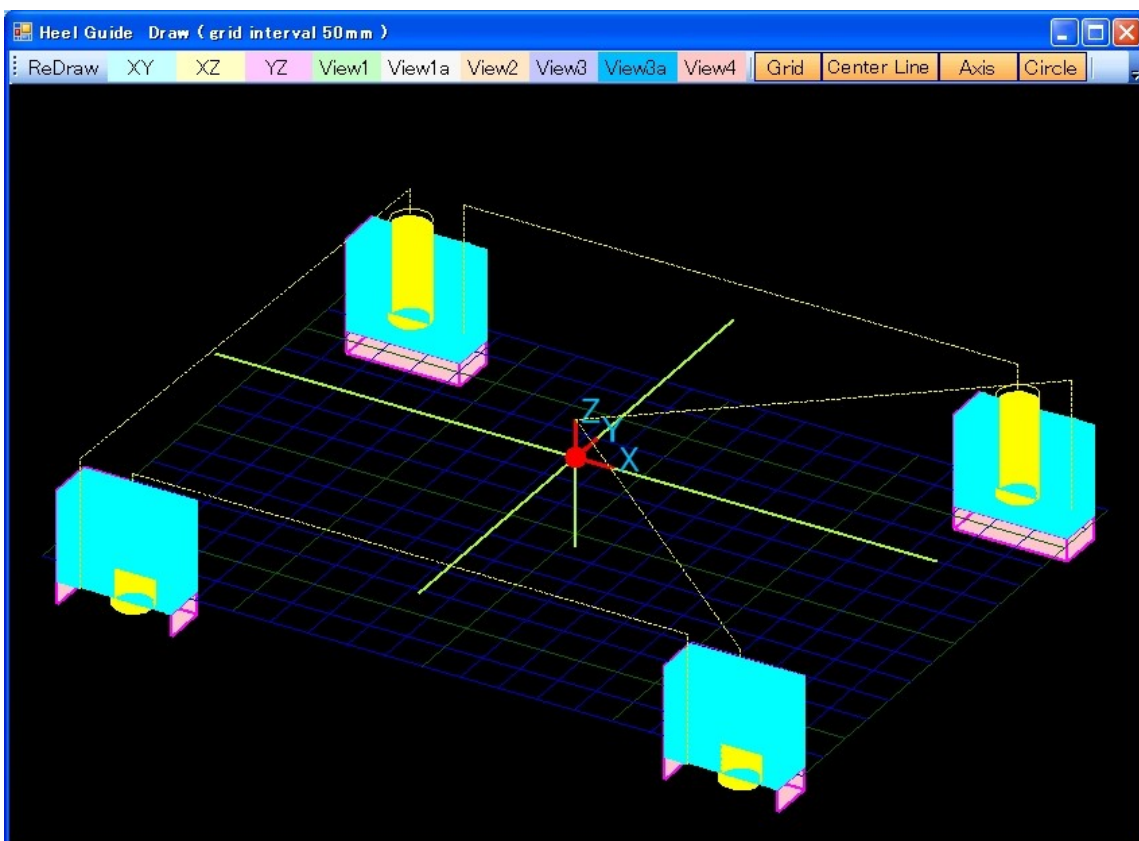 Heel Guide Draw ( grid interval 50mm )
ReDraw XY XZ YZ View1 View1a View2 View3 View3a View4 Grid Center Line Axis Circle
Z
Y
X